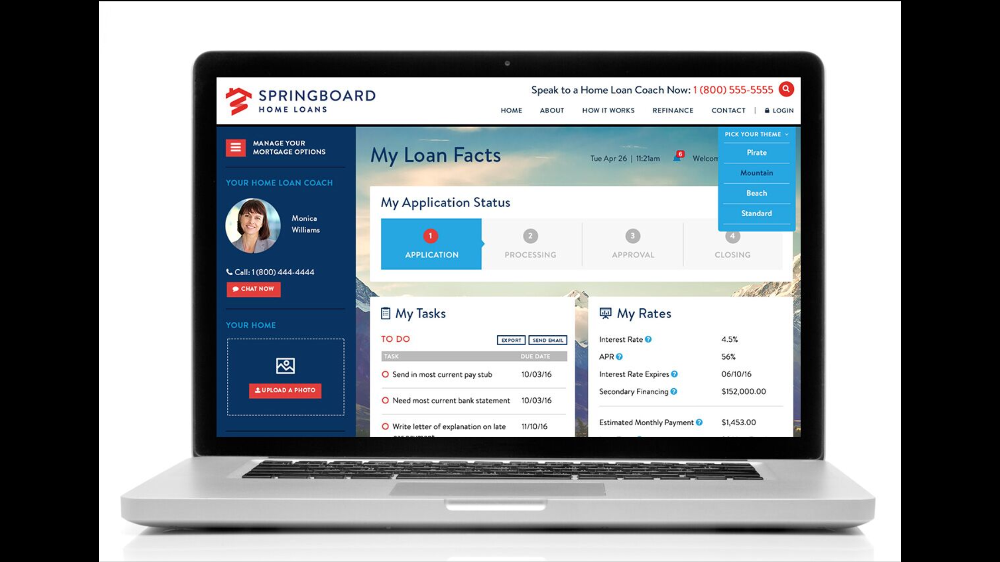 SPRINGBOARD
HOME LOANS
Speak to a Home Loan Coach Now: 1 (800) 555-5555
HOME ABOUT HOW IT WORKS REFINANCE CONTACT | LOGIN
MANAGE YOUR
MORTGAGE OPTIONS
YOUR HOME LOAN COACH
Monica
Williams
Call: 1 (800) 444-4444
CHAT NOW
YOUR HOME
UPLOAD A PHOTO
My Loan Facts
Tue Apr 26 | 11:21am
6
PICK YOUR THEME
Pirate
Mountain
Beach
Standard
My Application Status
1
APPLICATION
2
PROCESSING
3
APPROVAL
4
CLOSING
My Tasks
TO DO
EXPORT
SEND EMAIL
TASK DUE DATE
Send in most current pay stub 10/03/16
Need most current bank statement 10/03/16
Write letter of explanation on late 11/10/16
My Rates
Interest Rate ? 4.5%
APR ? 56%
Interest Rate Expires ? 06/10/16
Secondary Financing ? $152,000.00
Estimated Monthly Payment ? $1,453.00